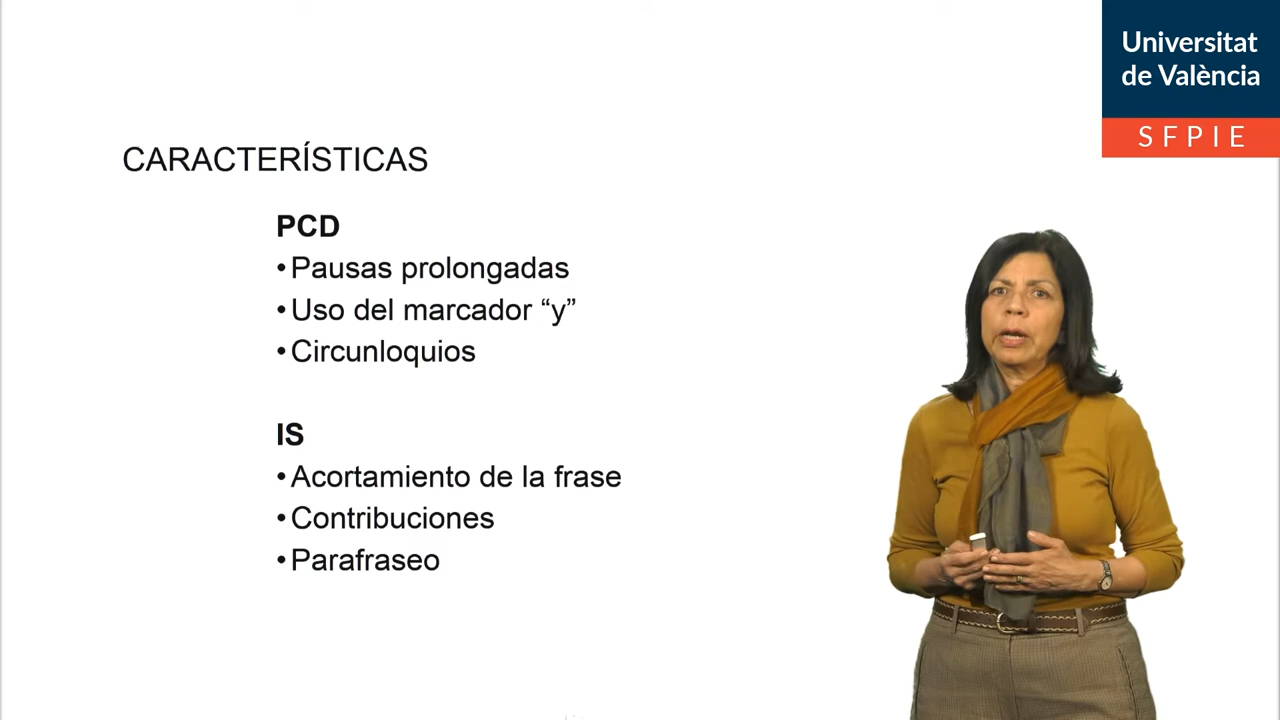 Universitat
de València
SFPIE
CARACTERÍSTICAS
PCD
•Pausas prolongadas
•Uso del marcador “y”
•Circunloquios
IS
•Acortamiento de la frase
•Contribuciones
•Parafraseo